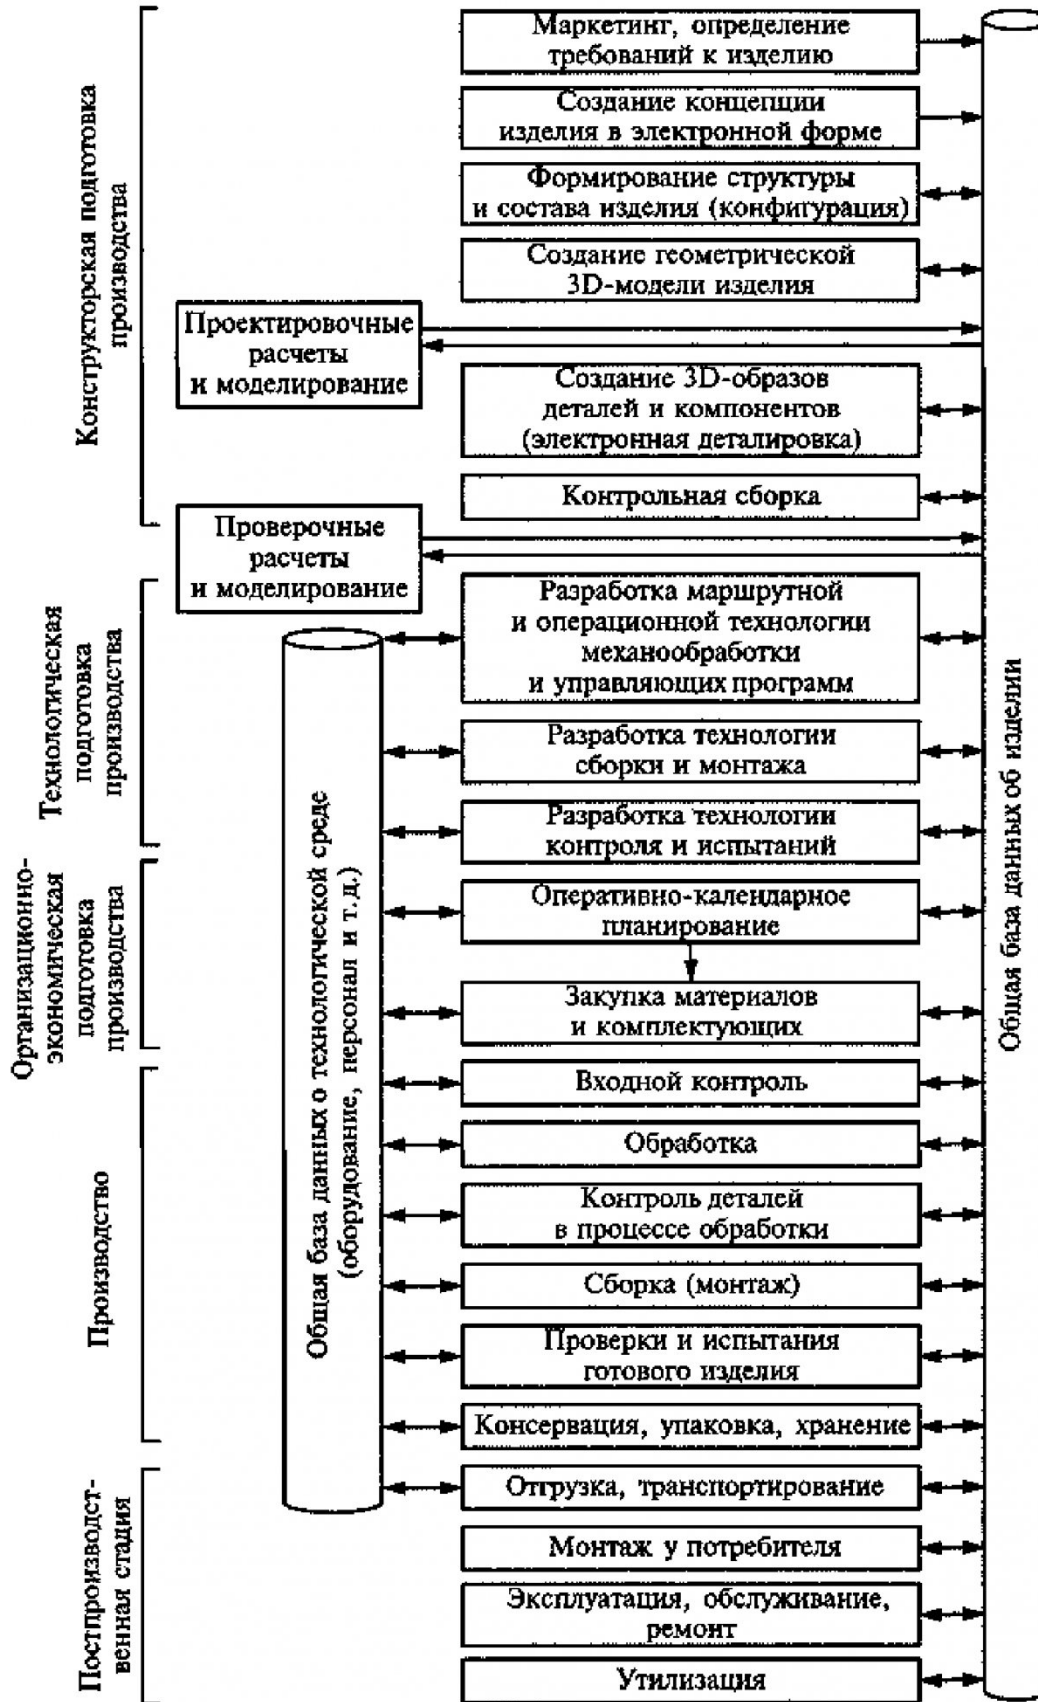 Конструкторская подготовка
производства
Маркетинг, определение
требований к изделию
Создание концепции
изделия в электронной форме
Формирование структуры
и состава изделия (конфигурация)
Создание геометрической
3D-модели изделия
Проектировочные
расчеты
и моделирование
Создание 3D-образов
деталей и компонентов
(электронная деталировка)
Контрольная сборка
Проверочные
расчеты
и моделирование
Технологическая
подготовка
производства
Разработка маршрутной
и операционной технологии
механообработки
и управляющих программ
Разработка технологии
сборки и монтажа
Разработка технологии
контроля и испытаний
Организационно-
экономическая
подготовка
производства
Оперативно-календарное
планирование
Закупка материалов
и комплектующих
Производство
Входной контроль
Обработка
Контроль деталей
в процессе обработки
Сборка (монтаж)
Проверки и испытания
готового изделия
Консервация, упаковка, хранение
Постпроизводст-
венная стадия
Отгрузка, транспортирование
Монтаж у потребителя
Эксплуатация, обслуживание,
ремонт
Утилизация
Общая база данных о технологической среде
(оборудование, персонал и т.д.)
Общая база данных об изделии